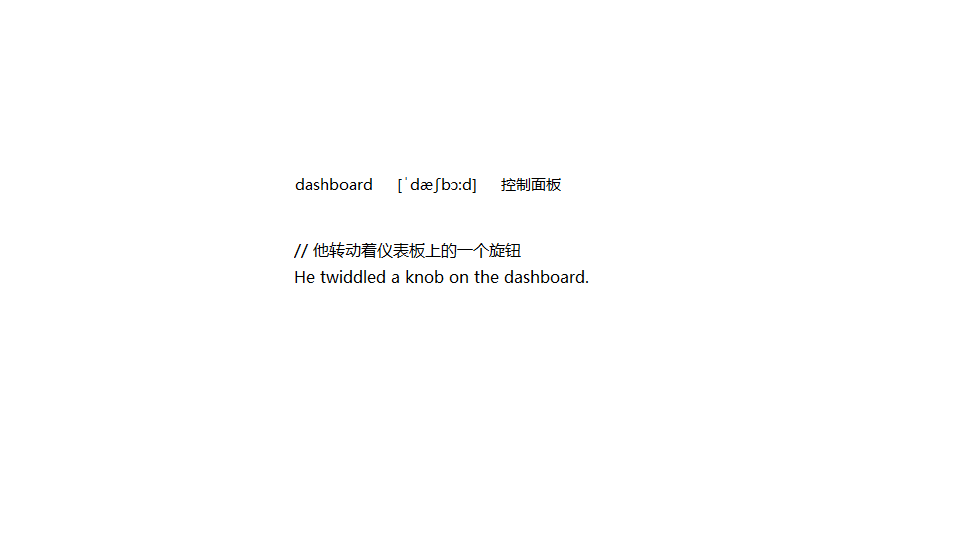 dashboard [ˈdæʃbɔ:d] 控制面板
// 他转动着仪表板上的一个旋钮
He twiddled a knob on the dashboard.